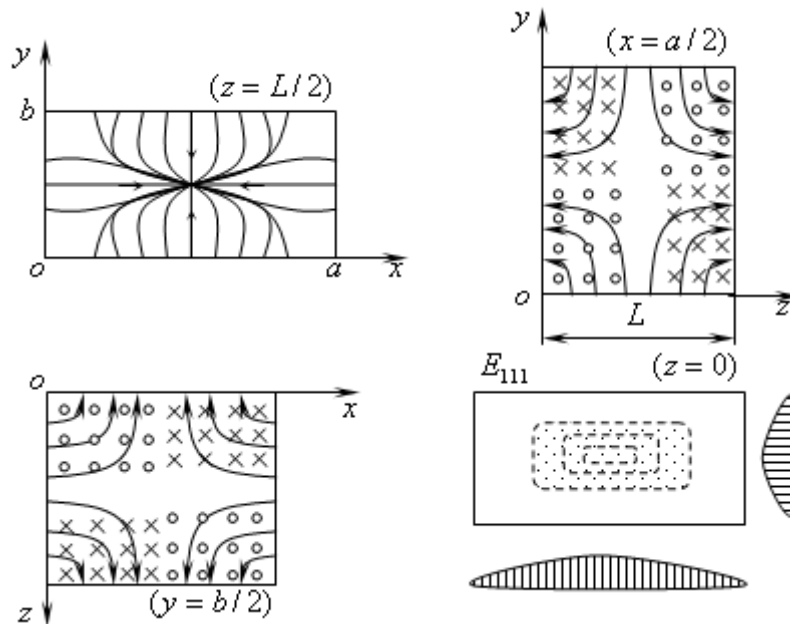 y
(z = L/2)
b
o
a
x
y
(x = a/2)
o
L
z
o
x
(y = b/2)
z
E₁₁₁
(z = 0)